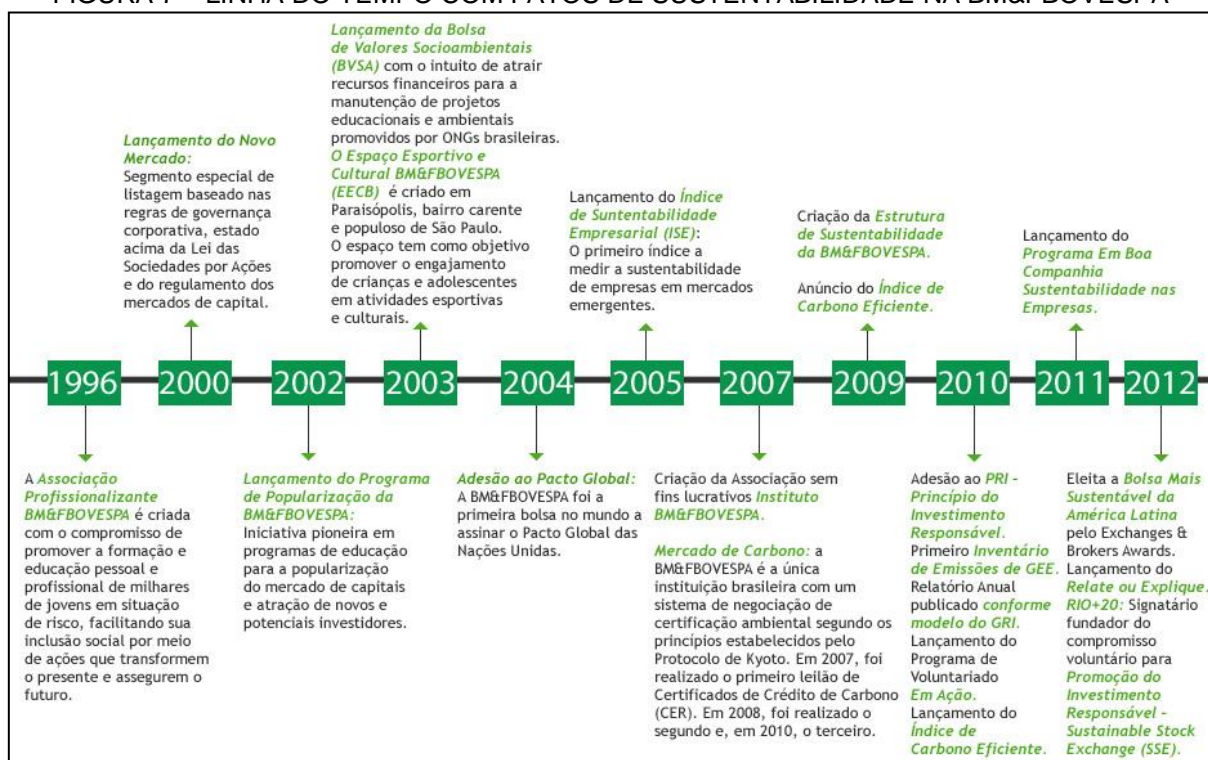 FIGURA 7 – LINHA DO TEMPO COM FATOS DE SUSTENTABILIDADE NA BM&FBOVESPA
Lançamento do Novo
Mercado:
Segmento especial de
listagem baseado nas
regras de governança
corporativa, estado
acima da Lei das
Sociedades por Ações
e do regulamento dos
mercados de capital.
Lançamento da Bolsa
de Valores Socioambientais
(BVSA) com o intuito de atrair
recursos financeiros para a
manutenção de projetos
educacionais e ambientais
promovidos por ONGs brasileiras.
O Espaço Esportivo e
Cultural BM&FBOVESPA
(EECB) é criado em
Paraisópolis, bairro carente
e populoso de São Paulo.
O espaço tem como objetivo
promover o engajamento
de crianças e adolescentes
em atividades esportivas
e culturais.
Lançamento do Índice
de Suntentabilidade
Empresarial (ISE):
O primeiro índice a
medir a sustentabilidade
de empresas em mercados
emergentes.
Criação da Estrutura
de Sustentabilidade
da BM&FBOVESPA.
Anúncio do Índice de
Carbono Eficiente.
Lançamento do
Programa Em Boa
Companhia
Sustentabilidade nas
Empresas.
1996 2000 2002 2003 2004 2005 2007 2009 2010 2011 2012
A Associação
Profissionalizante
BM&FBOVESPA é criada
com o compromisso de
promover a formação e
educação pessoal e
profissional de milhares
de jovens em situação
de risco, facilitando sua
inclusão social por meio
de ações que transformem
o presente e assegurem o
futuro.
Lançamento do Programa
de Popularização da
BM&FBOVESPA:
Iniciativa pioneira em
programas de educação
para a popularização
do mercado de capitais
e atração de novos e
potenciais investidores.
Adesão ao Pacto Global:
A BM&FBOVESPA foi a
primeira bolsa no mundo a
assinar o Pacto Global das
Nações Unidas.
Criação da Associação sem
fins lucrativos Instituto
BM&FBOVESPA.
Mercado de Carbono: a
BM&FBOVESPA é a única
instituição brasileira com um
sistema de negociação de
certificação ambiental segundo os
princípios estabelecidos pelo
Protocolo de Kyoto. Em 2007, foi
realizado o primeiro leilão de
Certificados de Crédito de Carbono
(CER). Em 2008, foi realizado o
segundo e, em 2010, o terceiro.
Adesão ao PRI -
Princípio do
Investimento
Responsável.
Primeiro Inventário
de Emissões de GEE.
Relatório Anual
publicado conforme
modelo do GRI.
Lançamento do
Programa de
Voluntariado
Em Ação.
Lançamento do
Índice de
Carbono Eficiente.
Eleita a Bolsa Mais
Sustentável da
América Latina
pelo Exchanges &
Brokers Awards.
Lançamento do
Relate ou Explique.
RIO+20: Signatário
fundador do
compromisso
voluntário para
Promoção do
Investimento
Responsável -
Sustainable Stock
Exchange (SSE).